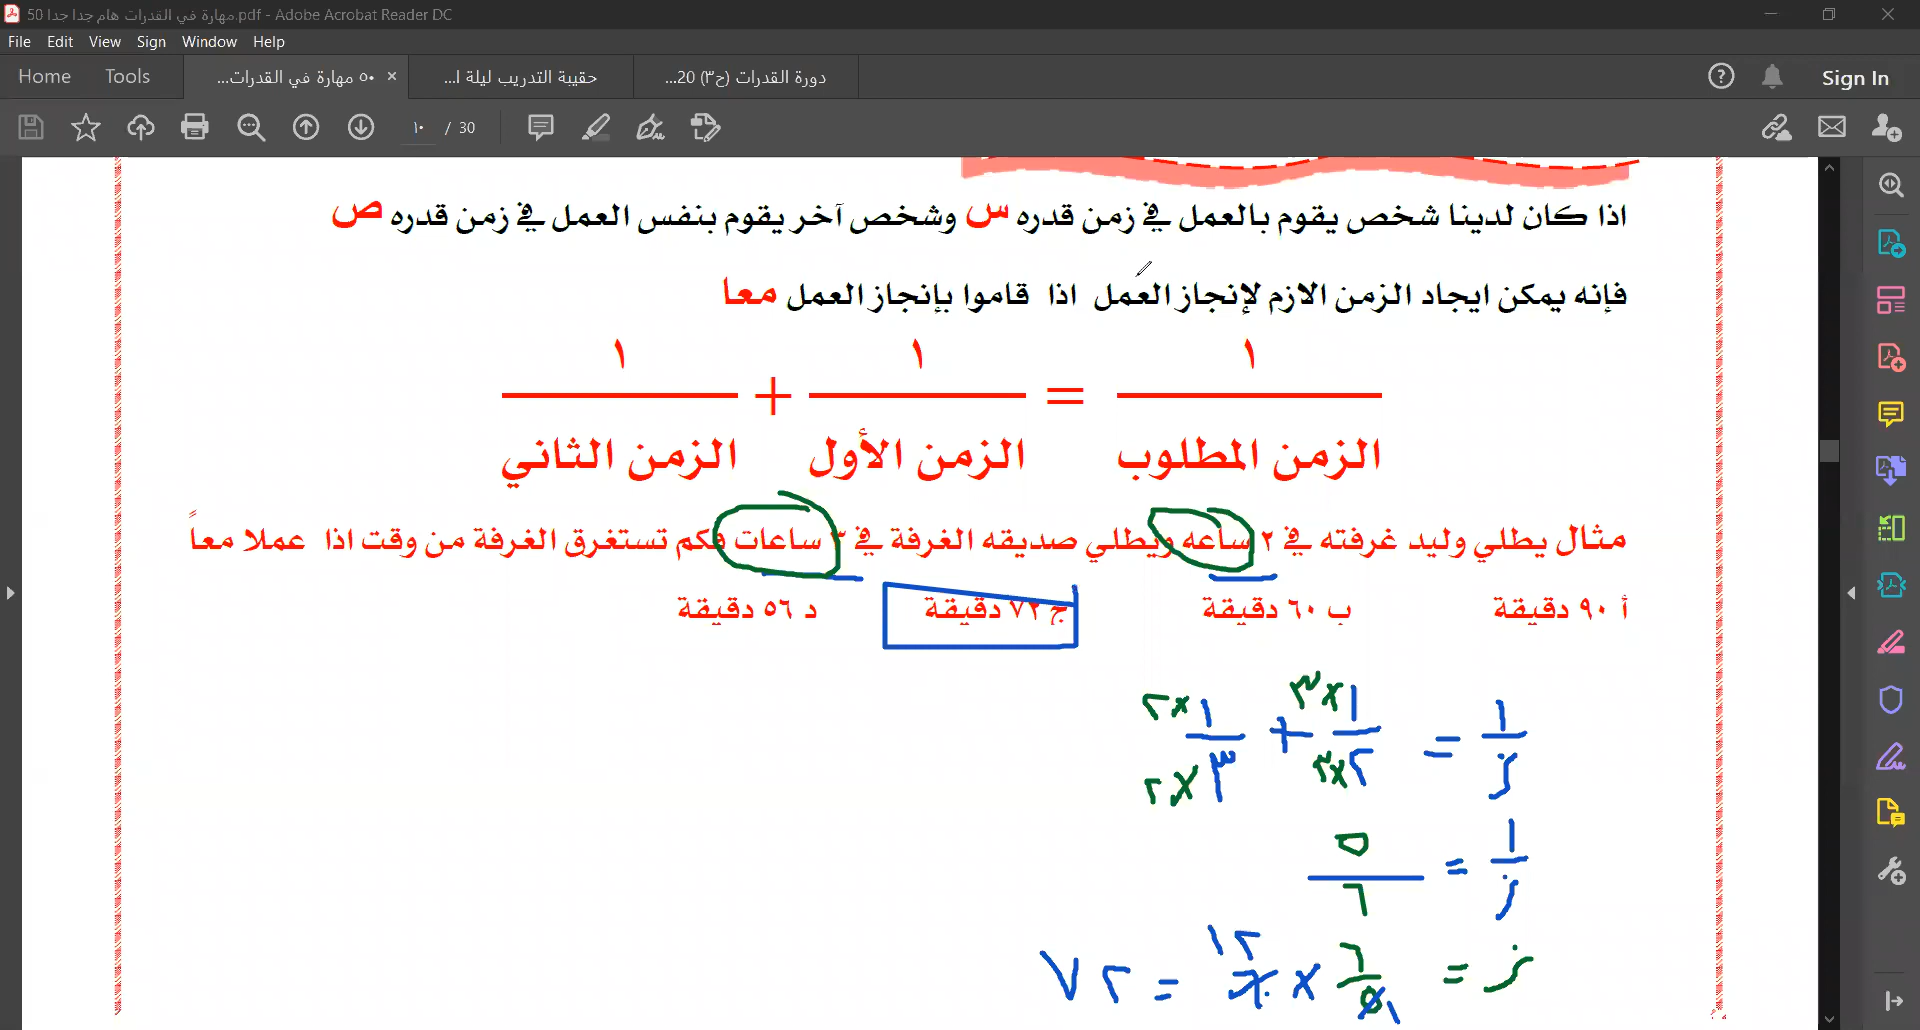 50 مهارة في القدرات هام جدا جدا.pdf - Adobe Acrobat Reader DC
File Edit View Sign Window Help
Home Tools ٥٠ مهارة في القدرات... × حقيبة التدريب ليلة ا... دورة القدرات (ح٣) 20... Sign In
١٠ / 30
اذا كان لدينا شخص يقوم بالعمل في زمن قدره س وشخص آخر يقوم بنفس العمل في زمن قدره ص
فإنه يمكن ايجاد الزمن الازم لإنجاز العمل اذا قاموا بإنجاز العمل معا
١ / الزمن المطلوب = ١ / الزمن الأول + ١ / الزمن الثاني
مثال يطلي وليد غرفته في ٢ ساعه ويطلي صديقه الغرفة في ٣ ساعات فكم تستغرق الغرفة من وقت اذا عملا معاً
أ ٩٠ دقيقة ب ٦٠ دقيقة ج ٧٢ دقيقة د ٥٦ دقيقة
١ / ز = ١×٣ / ٢×٣ + ١×٢ / ٣×٢
١ / ز = ٥ / ٦
ز = ٦ / ٥ × ١٢ = ٧٢